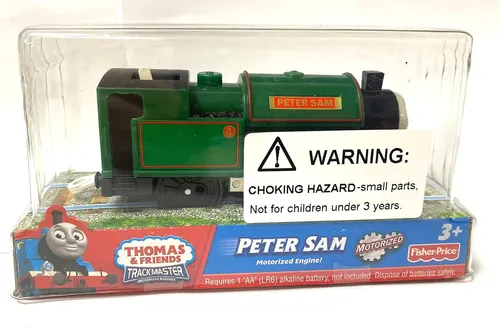 PETER SAM
4
WARNING:
CHOKING HAZARD-small parts,
Not for children under 3 years.
THOMAS
& FRIENDS
TRACKMASTER
PETER SAM
Motorized Engine!
MOTORIZED
3+
Fisher-Price
Requires 1 "AA" (LR6) alkaline battery, not included. Dispose of batteries safely.